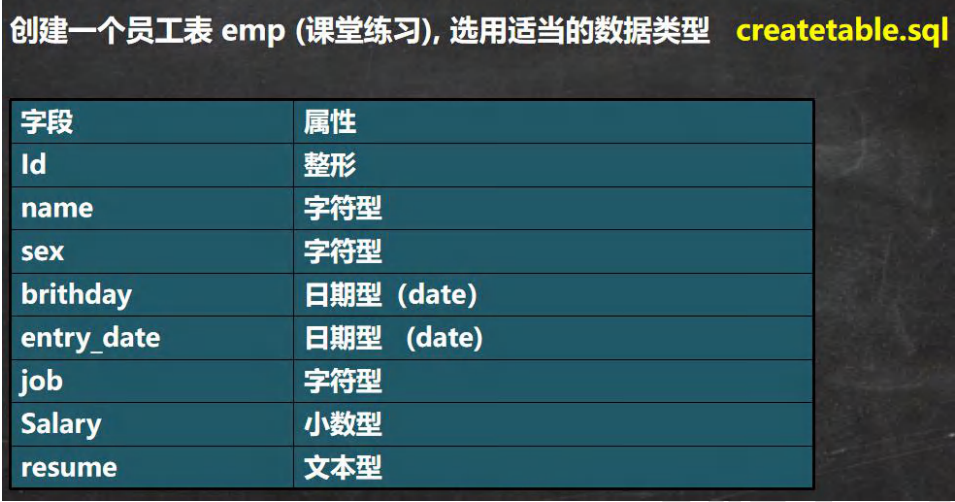 创建一个员工表 emp (课堂练习), 选用适当的数据类型 createtable.sql
字段 属性
Id 整形
name 字符型
sex 字符型
brithday 日期型（date）
entry_date 日期型 （date)
job 字符型
Salary 小数型
resume 文本型